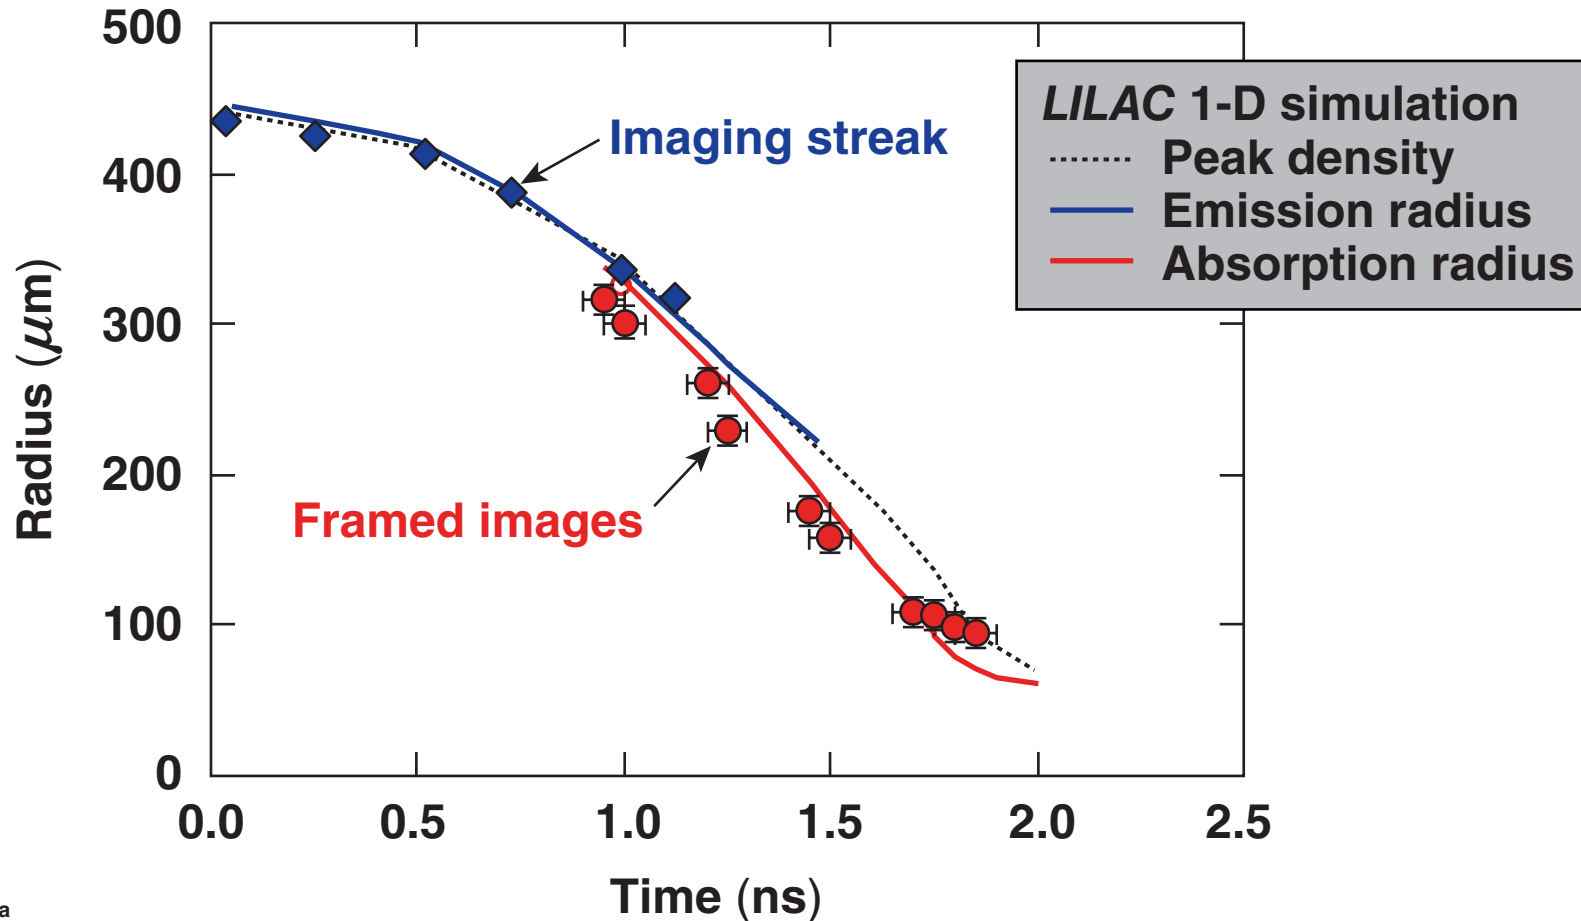 500
400
300
200
100
0
Radius (μm)
Imaging streak
Framed images
LILAC 1-D simulation
Peak density
Emission radius
Absorption radius
0.0 0.5 1.0 1.5 2.0 2.5
Time (ns)
a